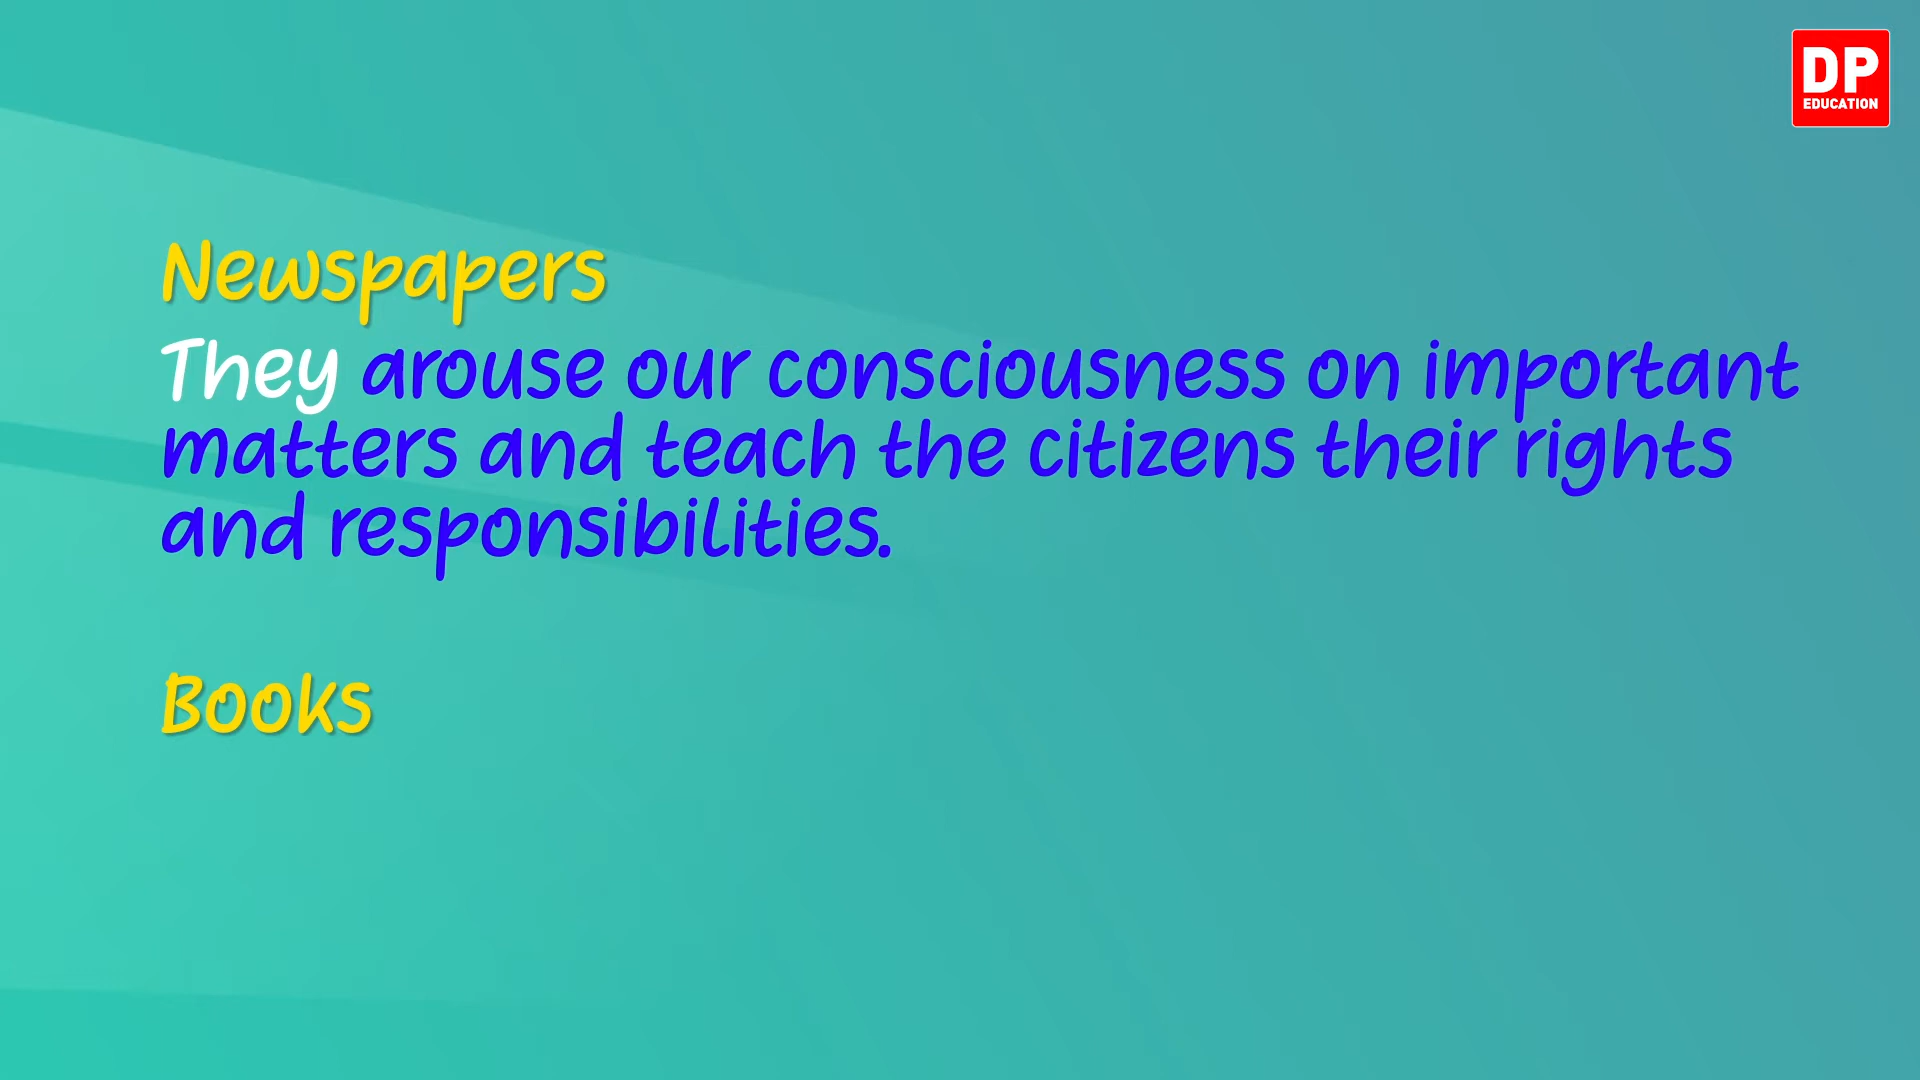 DP
EDUCATION
Newspapers
They arouse our consciousness on important
matters and teach the citizens their rights
and responsibilities.
Books